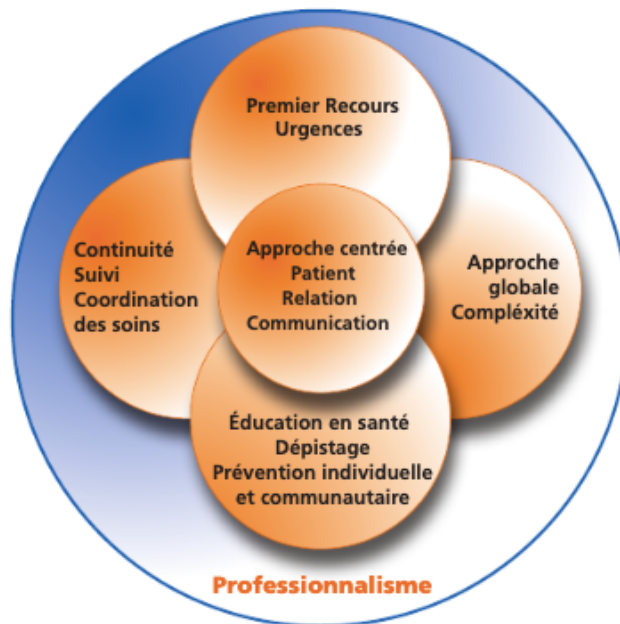 Premier Recours
Urgences
Continuité
Suivi
Coordination
des soins
Approche centrée
Patient
Relation
Communication
Approche
globale
Compléxité
Éducation en santé
Dépistage
Prévention individuelle
et communautaire
Professionnalisme